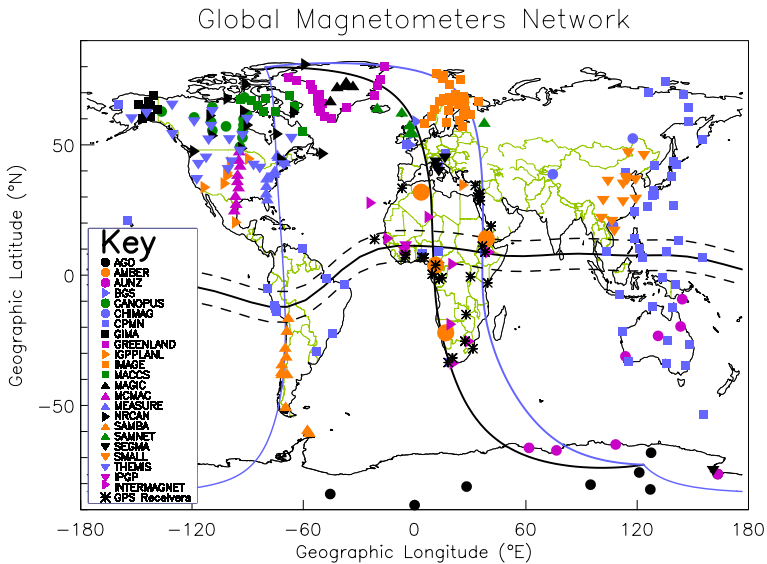 Global Magnetometers Network
Geographic Latitude (°N)
50
0
−50
Key
AGO
AMBER
AUNZ
BGS
CANOPUS
CHIMAG
CPMN
GIMA
GREENLAND
IGPPLANL
IMAGE
MACCS
MAGIC
MCMAC
MEASURE
NRCAN
SAMBA
SAMNET
SEGMA
SMALL
THEMIS
IPGP
INTERMAGNET
GPS Receivers
−180 −120 −60 0 60 120 180
Geographic Longitude (°E)